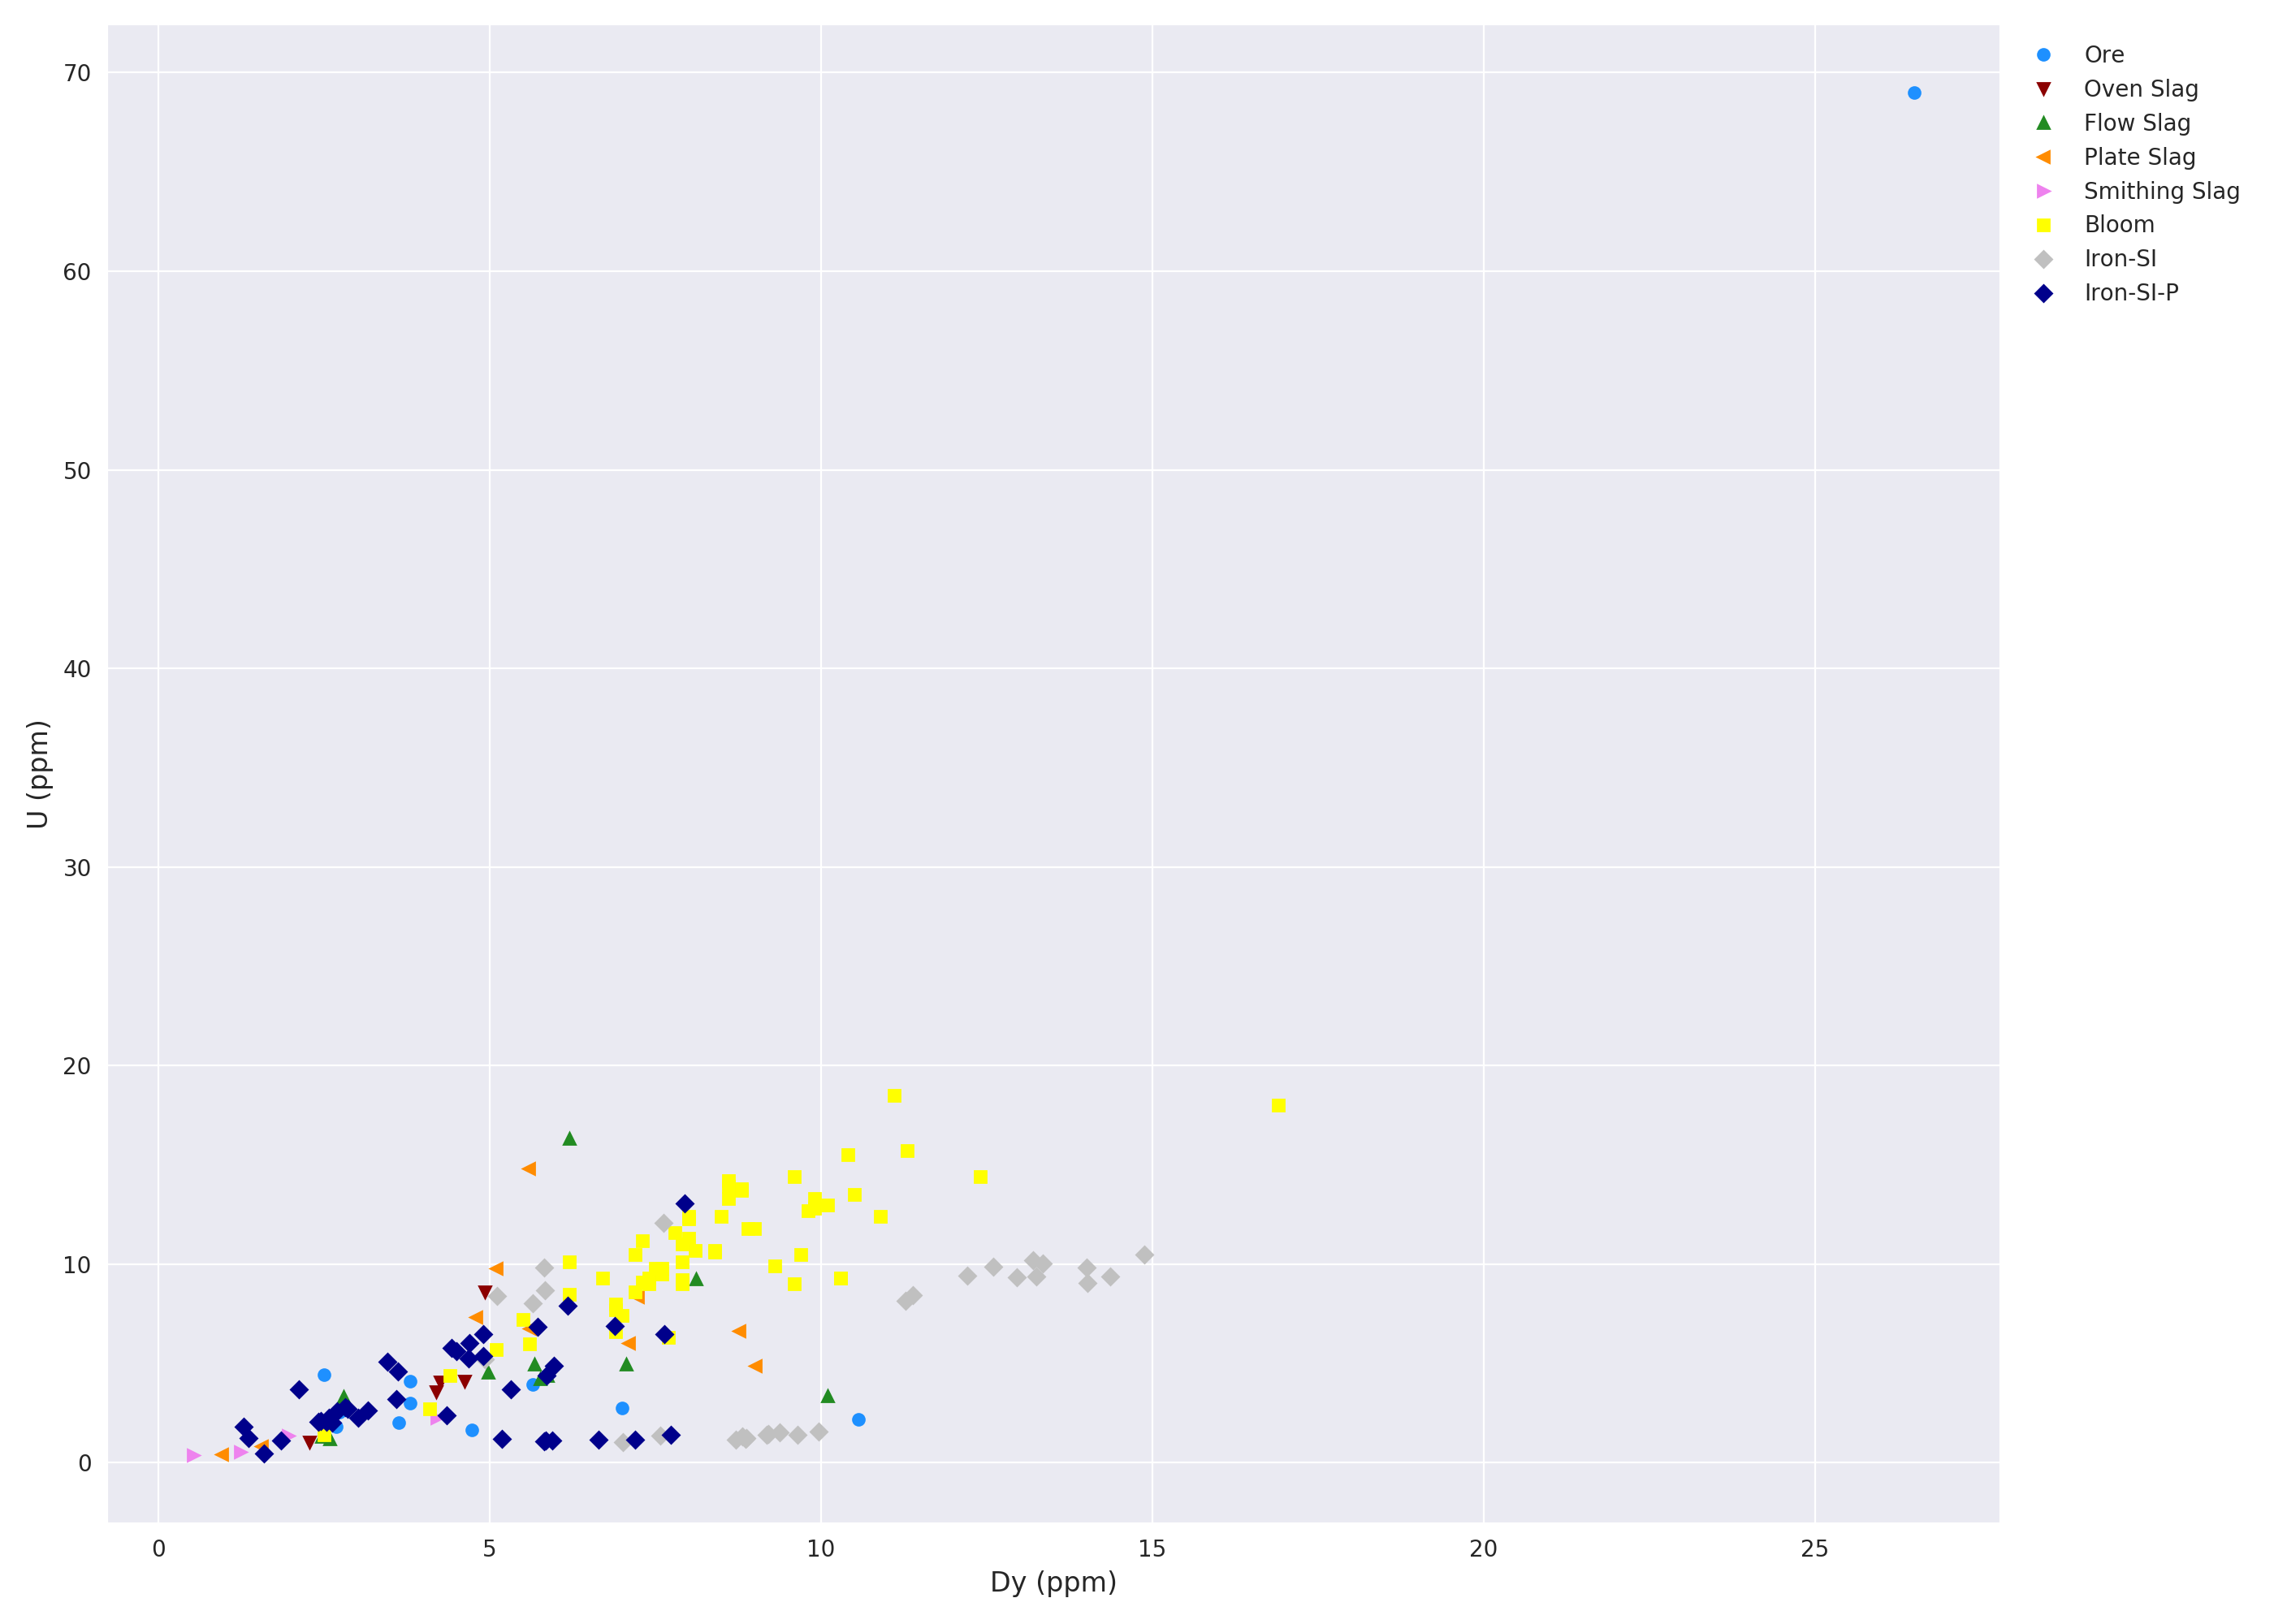 70
60
50
40
30
20
10
0
U (ppm)
0 5 10 15 20 25
Dy (ppm)
Ore
Oven Slag
Flow Slag
Plate Slag
Smithing Slag
Bloom
Iron-SI
Iron-SI-P